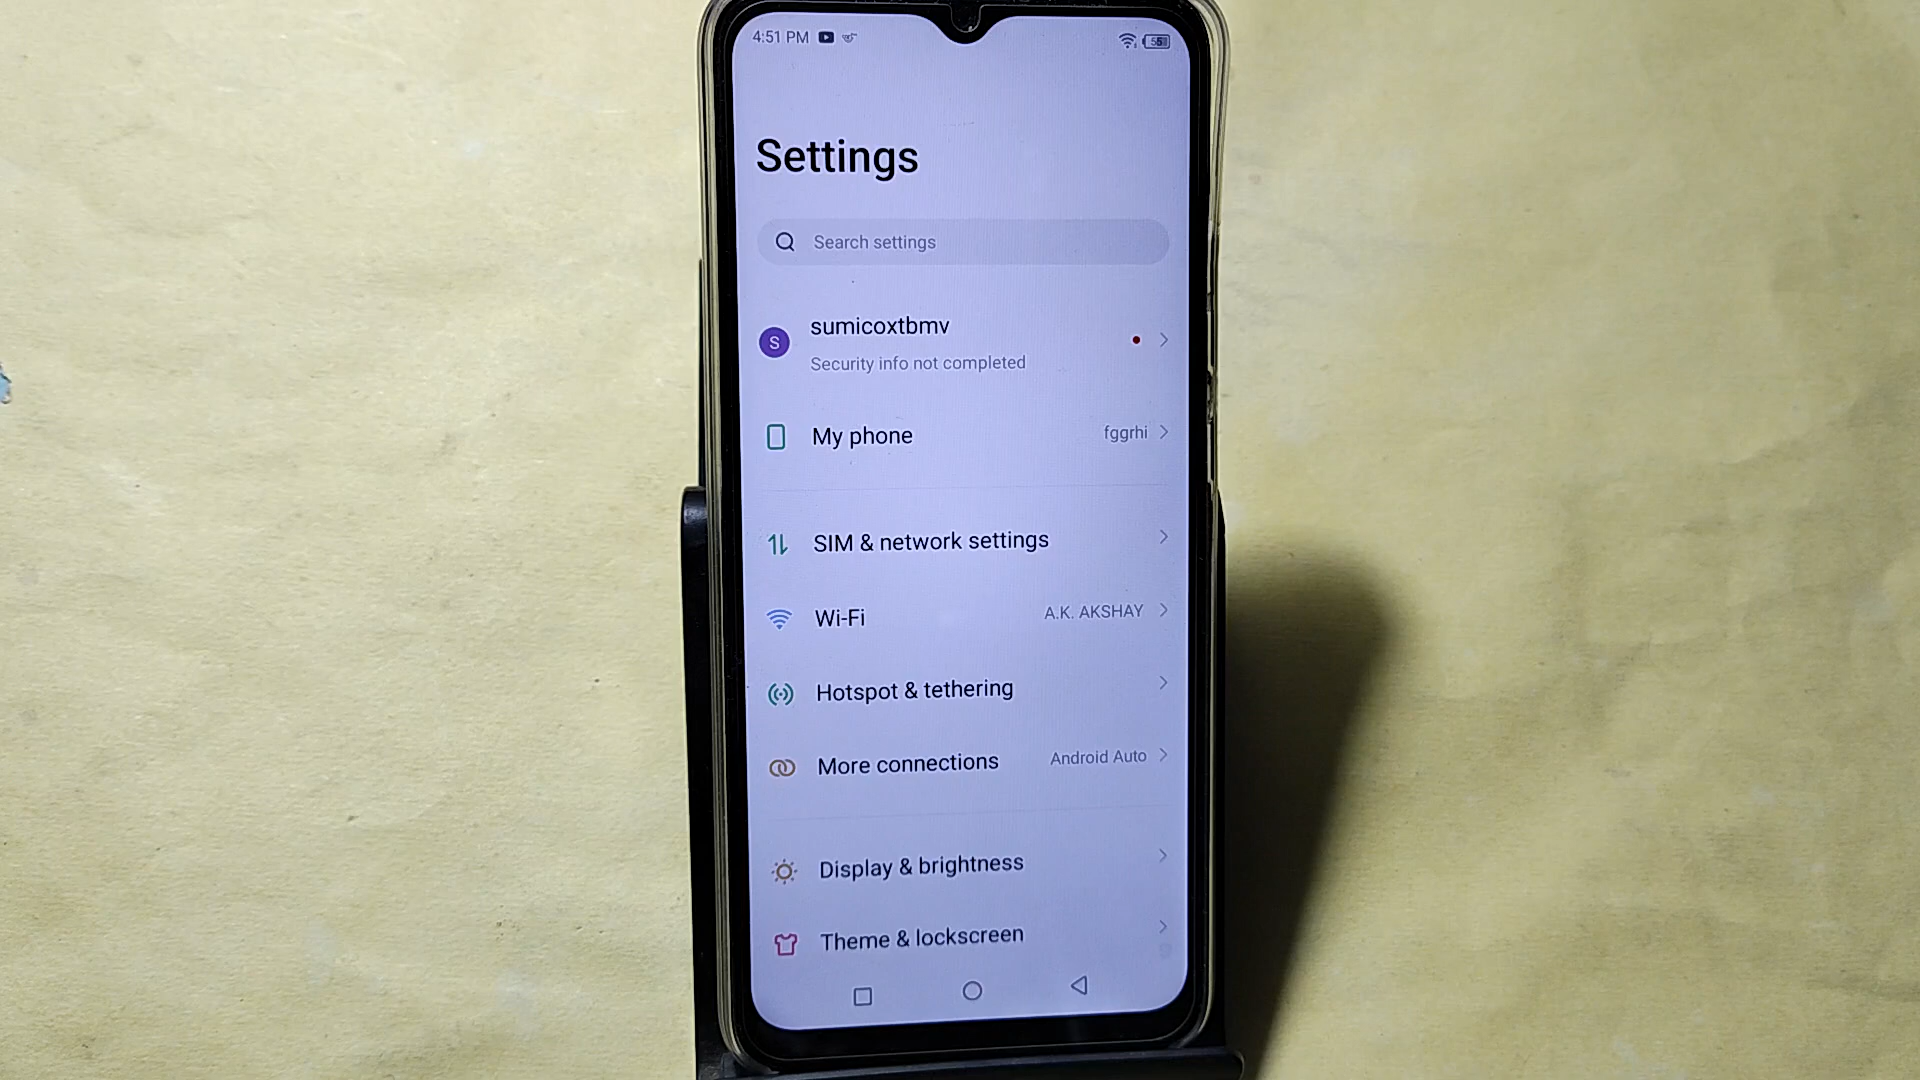 4:51 PM
55
Settings
Search settings
S
sumicoxtbmv
Security info not completed
My phone
fggrhi
SIM & network settings
Wi-Fi
A.K. AKSHAY
Hotspot & tethering
More connections
Android Auto
Display & brightness
Theme & lockscreen